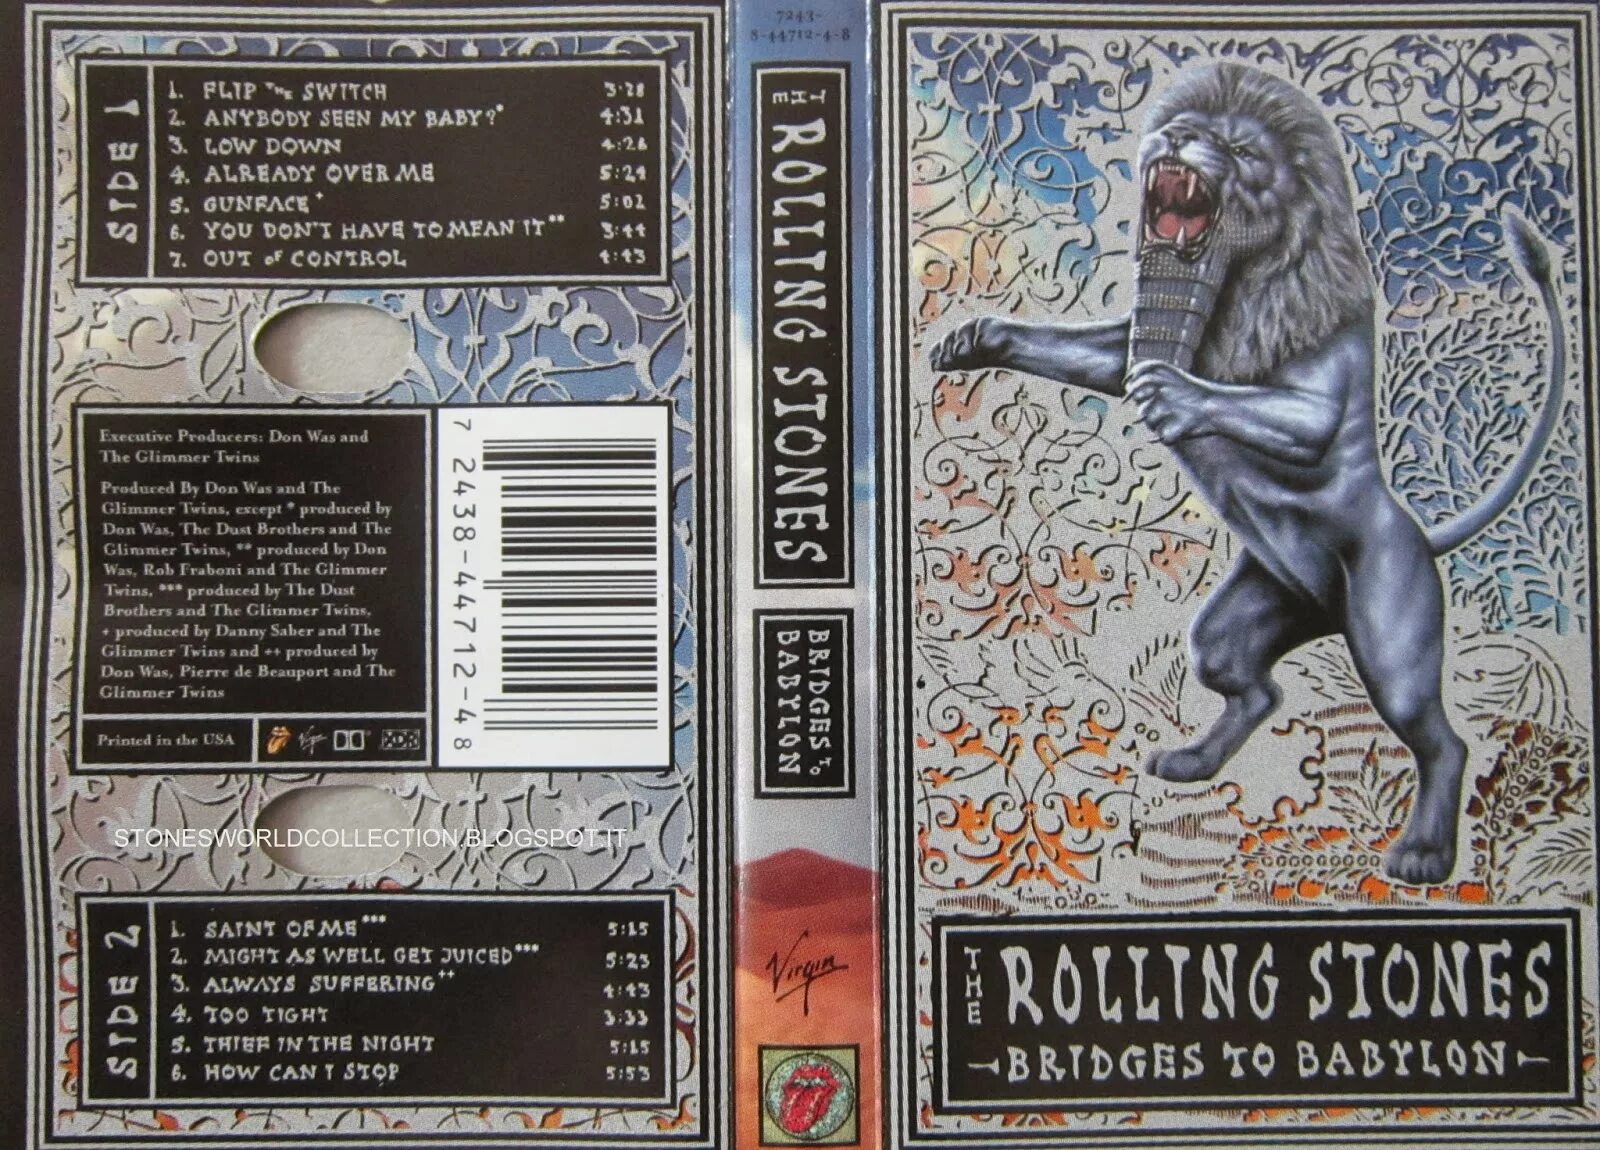 SIDE 1
1. FLIP THE SWITCH 3:28
2. ANYBODY SEEN MY BABY?* 4:31
3. LOW DOWN 4:26
4. ALREADY OVER ME 5:24
5. GUNFACE+ 5:02
6. YOU DON'T HAVE TO MEAN IT** 3:44
7. OUT OF CONTROL 4:43
Executive Producers: Don Was and
The Glimmer Twins
Produced By Don Was and The
Glimmer Twins, except * produced by
Don Was, The Dust Brothers and The
Glimmer Twins, ** produced by Don
Was, Rob Fraboni and The Glimmer
Twins, *** produced by The Dust
Brothers and The Glimmer Twins,
+ produced by Danny Saber and The
Glimmer Twins and ++ produced by
Don Was, Pierre de Beauport and The
Glimmer Twins
Printed in the USA
Virgin
XDR
7 2438-44712-4 8
STONESWORLDCOLLECTION.BLOGSPOT.IT
SIDE 2
1. SAINT OF ME*** 5:15
2. MIGHT AS WELL GET JUICED*** 5:23
3. ALWAYS SUFFERING++ 4:43
4. TOO TIGHT 3:33
5. THIEF IN THE NIGHT 5:15
6. HOW CAN I STOP 5:53
7243-
8-44712-4-8
THE ROLLING STONES
BRIDGES TO
BABYLON
Virgin
THE ROLLING STONES
BRIDGES TO BABYLON